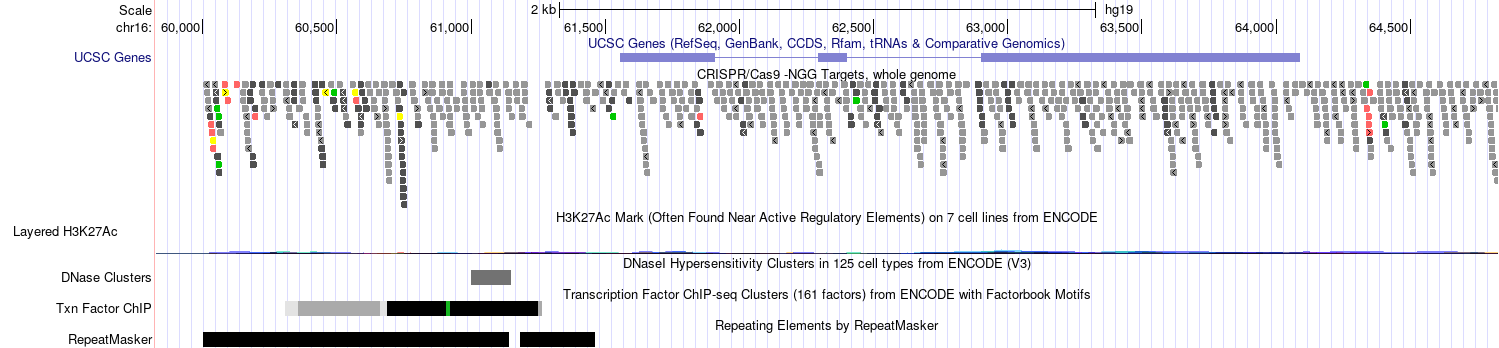 Scale 2 kb hg19
chr16: 60,000 60,500 61,000 61,500 62,000 62,500 63,000 63,500 64,000 64,500
UCSC Genes (RefSeq, GenBank, CCDS, Rfam, tRNAs & Comparative Genomics)
UCSC Genes
CRISPR/Cas9 -NGG Targets, whole genome
H3K27Ac Mark (Often Found Near Active Regulatory Elements) on 7 cell lines from ENCODE
Layered H3K27Ac
DNaseI Hypersensitivity Clusters in 125 cell types from ENCODE (V3)
DNase Clusters
Transcription Factor ChIP-seq Clusters (161 factors) from ENCODE with Factorbook Motifs
Txn Factor ChIP
Repeating Elements by RepeatMasker
RepeatMasker